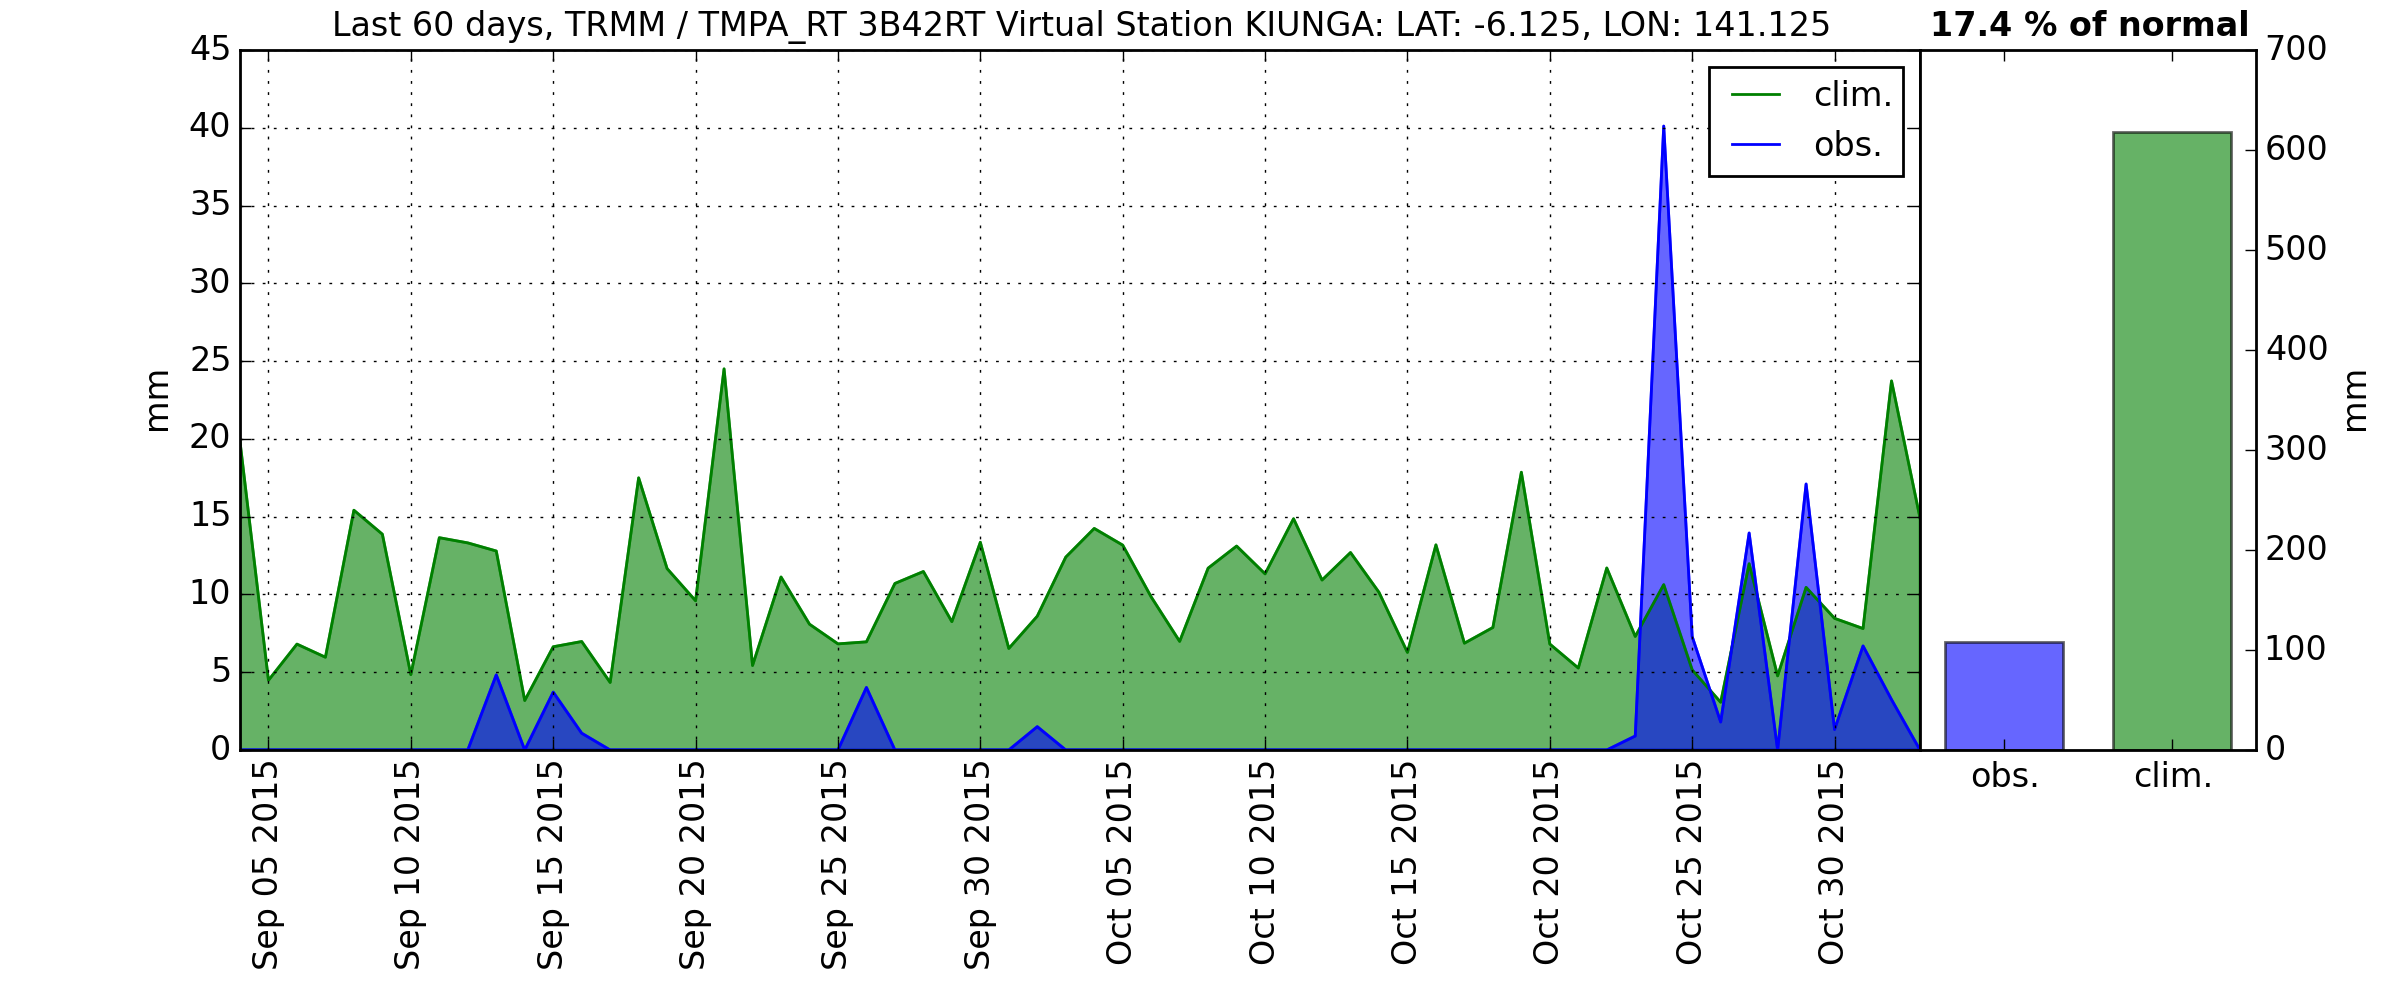 Last 60 days, TRMM / TMPA_RT 3B42RT Virtual Station KIUNGA: LAT: -6.125, LON: 141.125
17.4 % of normal
45
40
35
30
25
20
15
10
5
0
mm
clim.
obs.
Sep 05 2015
Sep 10 2015
Sep 15 2015
Sep 20 2015
Sep 25 2015
Sep 30 2015
Oct 05 2015
Oct 10 2015
Oct 15 2015
Oct 20 2015
Oct 25 2015
Oct 30 2015
700
600
500
400
300
200
100
0
mm
obs.
clim.